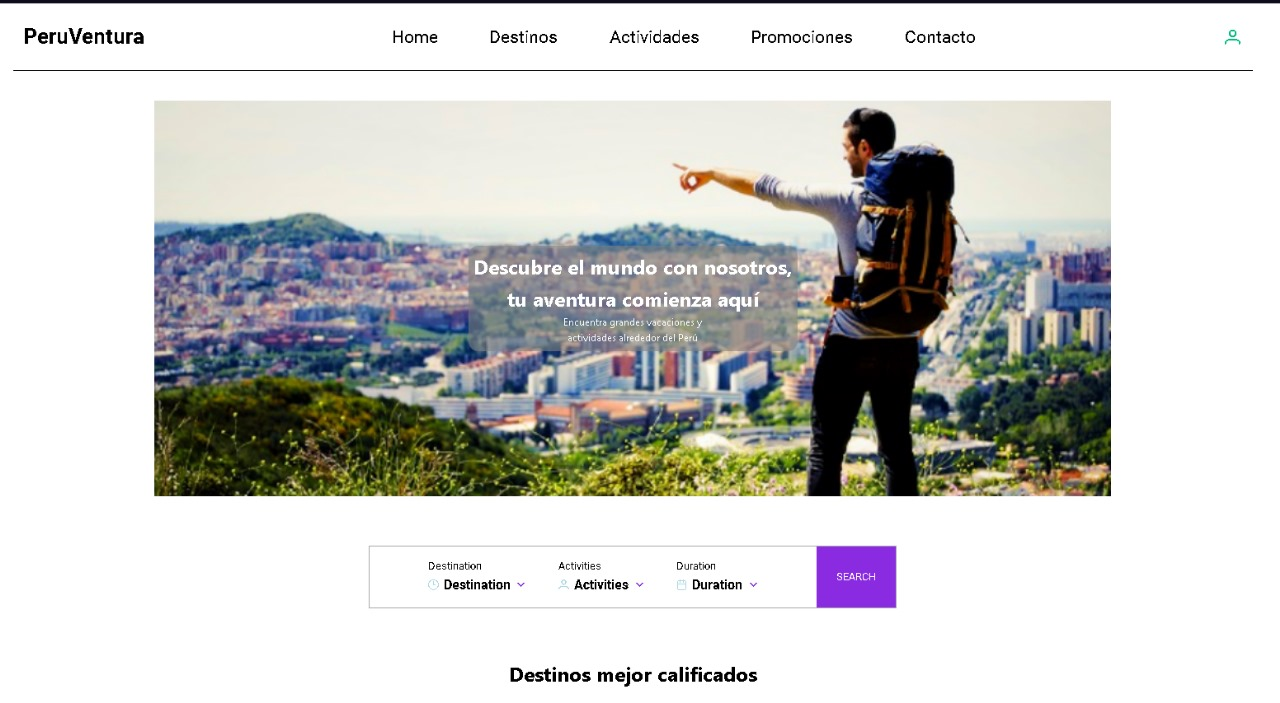 PeruVentura
Home Destinos Actividades Promociones Contacto
Descubre el mundo con nosotros,
tu aventura comienza aquí
Encuentra grandes vacaciones y
actividades alrededor del Perú
Destination Activities Duration
Destination Activities Duration
SEARCH
Destinos mejor calificados